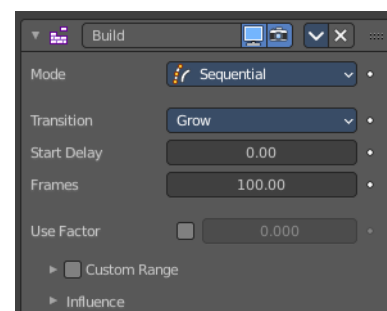 Build
Mode Sequential
Transition Grow
Start Delay 0.00
Frames 100.00
Use Factor 0.000
Custom Range
Influence